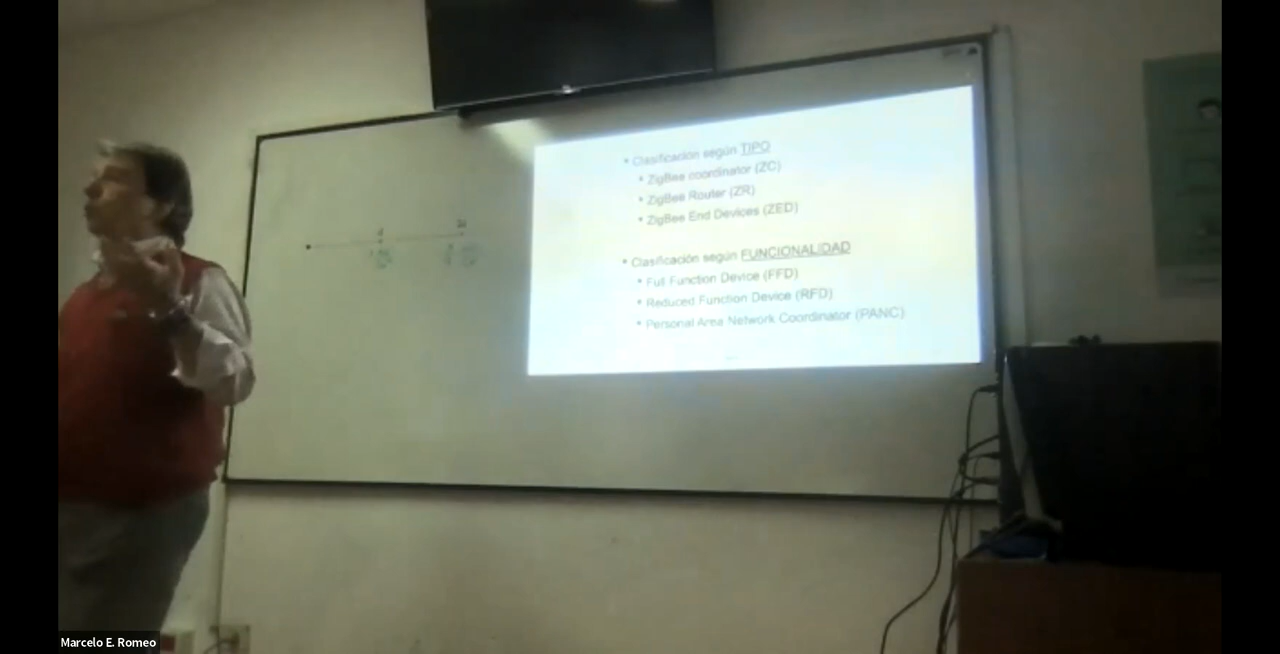 • Clasificación según TIPO
• ZigBee coordinator (ZC)
• ZigBee Router (ZR)
• ZigBee End Devices (ZED)
• Clasificación según FUNCIONALIDAD
• Full Function Device (FFD)
• Reduced Function Device (RFD)
• Personal Area Network Coordinator (PANC)
Marcelo E. Romeo